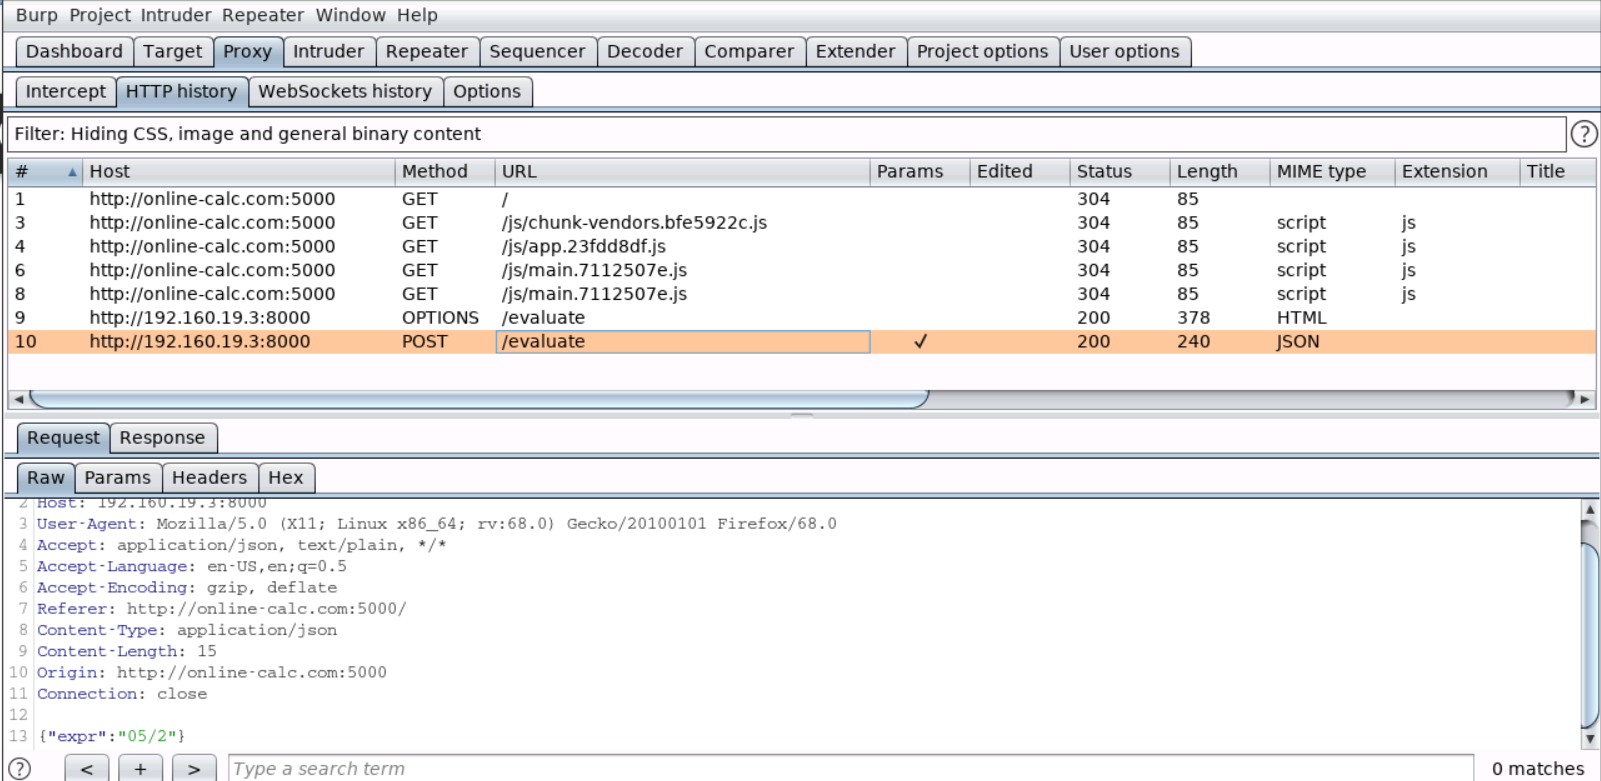 Burp Project Intruder Repeater Window Help
Dashboard Target Proxy Intruder Repeater Sequencer Decoder Comparer Extender Project options User options
Intercept HTTP history WebSockets history Options
Filter: Hiding CSS, image and general binary content ?
# Host Method URL Params Edited Status Length MIME type Extension Title
1 http://online-calc.com:5000 GET / 304 85
3 http://online-calc.com:5000 GET /js/chunk-vendors.bfe5922c.js 304 85 script js
4 http://online-calc.com:5000 GET /js/app.23fdd8df.js 304 85 script js
6 http://online-calc.com:5000 GET /js/main.7112507e.js 304 85 script js
8 http://online-calc.com:5000 GET /js/main.7112507e.js 304 85 script js
9 http://192.160.19.3:8000 OPTIONS /evaluate 200 378 HTML
10 http://192.160.19.3:8000 POST /evaluate ✓ 200 240 JSON
Request Response
Raw Params Headers Hex
2 Host: 192.160.19.3:8000
3 User-Agent: Mozilla/5.0 (X11; Linux x86_64; rv:68.0) Gecko/20100101 Firefox/68.0
4 Accept: application/json, text/plain, */*
5 Accept-Language: en-US,en;q=0.5
6 Accept-Encoding: gzip, deflate
7 Referer: http://online-calc.com:5000/
8 Content-Type: application/json
9 Content-Length: 15
10 Origin: http://online-calc.com:5000
11 Connection: close
12
13 {"expr":"05/2"}
? < + > Type a search term 0 matches